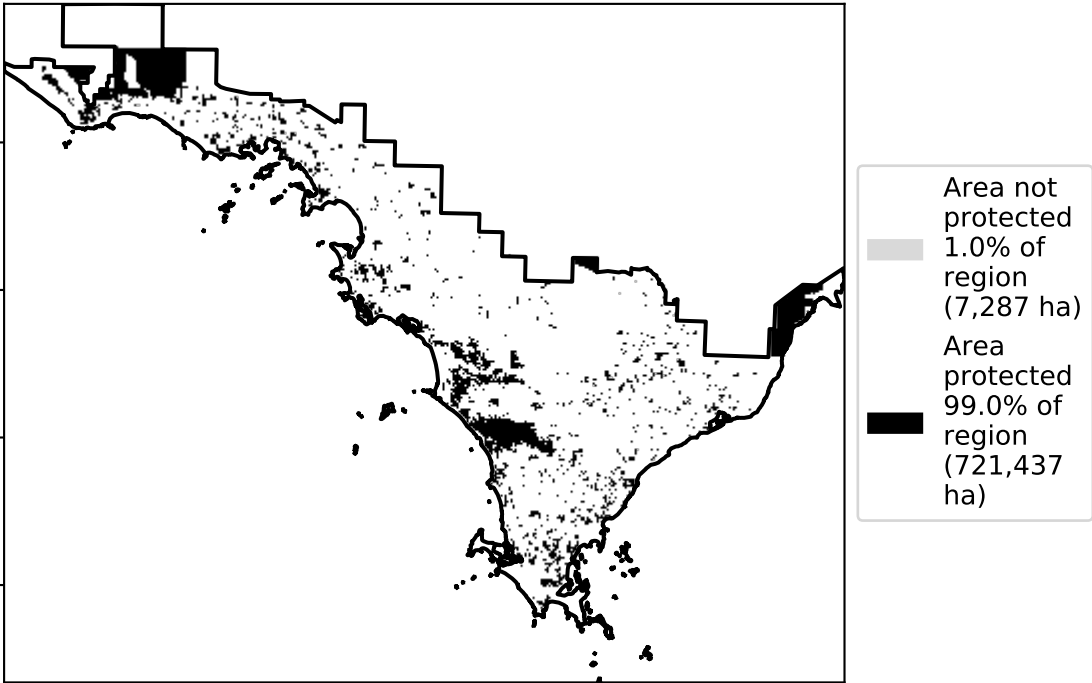 Area not
protected
1.0% of
region
(7,287 ha)
Area
protected
99.0% of
region
(721,437
ha)